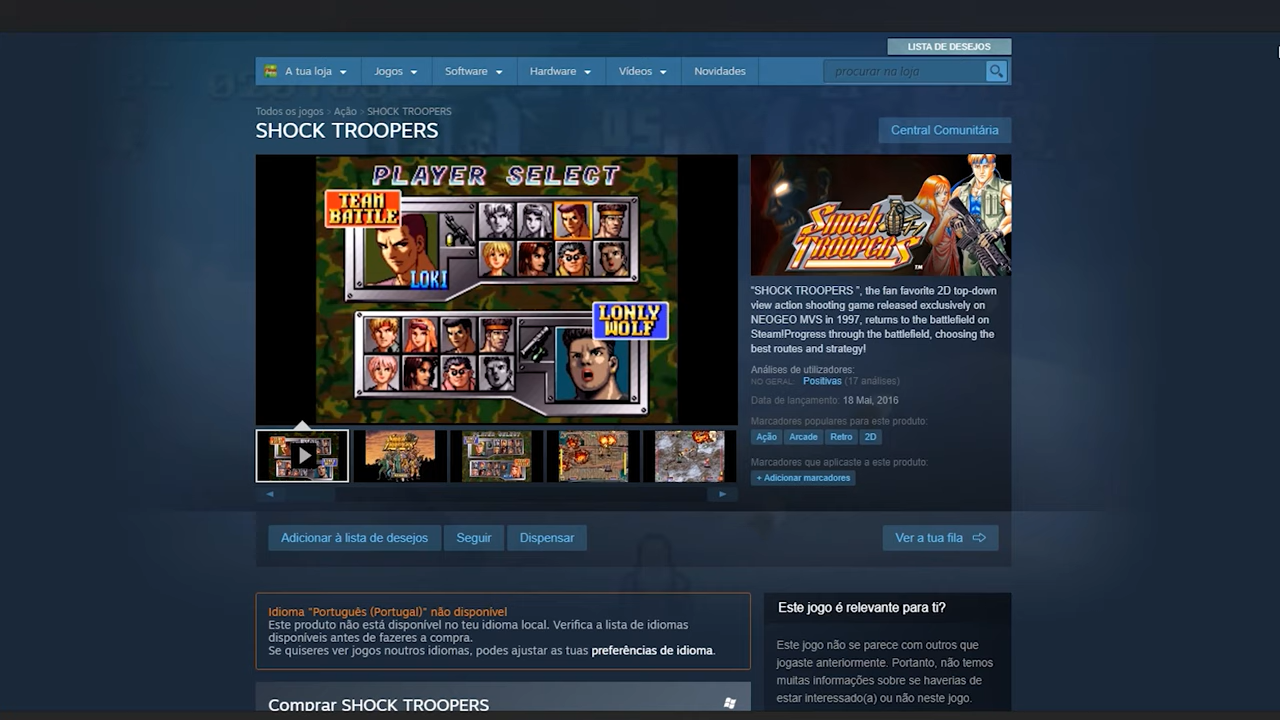 LISTA DE DESEJOS
A tua loja
Jogos
Software
Hardware
Vídeos
Novidades
procurar na loja
Todos os jogos > Ação > SHOCK TROOPERS
SHOCK TROOPERS
Central Comunitária
PLAYER SELECT
TEAM
BATTLE
LOKI
LONLY
WOLF
SHOCK
TROOPERS™
"SHOCK TROOPERS ", the fan favorite 2D top-down
view action shooting game released exclusively on
NEOGEO MVS in 1997, returns to the battlefield on
Steam!Progress through the battlefield, choosing the
best routes and strategy!
Análises de utilizadores:
NO GERAL: Positivas (17 análises)
Data de lançamento: 18 Mai, 2016
Marcadores populares para este produto:
Ação
Arcade
Retro
2D
Marcadores que aplicaste a este produto:
+ Adicionar marcadores
Adicionar à lista de desejos
Seguir
Dispensar
Ver a tua fila
Idioma "Português (Portugal)" não disponível
Este produto não está disponível no teu idioma local. Verifica a lista de idiomas
disponíveis antes de fazeres a compra.
Se quiseres ver jogos noutros idiomas, podes ajustar as tuas preferências de idioma.
Este jogo é relevante para ti?
Este jogo não se parece com outros que
jogaste anteriormente. Portanto, não temos
muitas informações sobre se haverias de
estar interessado(a) ou não neste jogo.
Comprar SHOCK TROOPERS